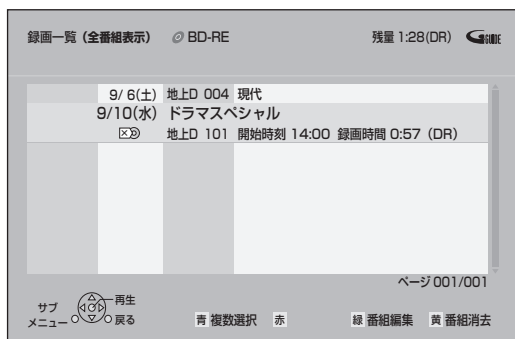 録画一覧 (全番組表示) BD-RE 残量 1:28(DR) G GUIDE
9/ 6(土) 地上D 004 現代
9/10(水) ドラマスペシャル
地上D 101 開始時刻 14:00 録画時間 0:57 (DR)
ページ 001/001
サブ
メニュー
再生
戻る
青 複数選択 赤 緑 番組編集 黄 番組消去